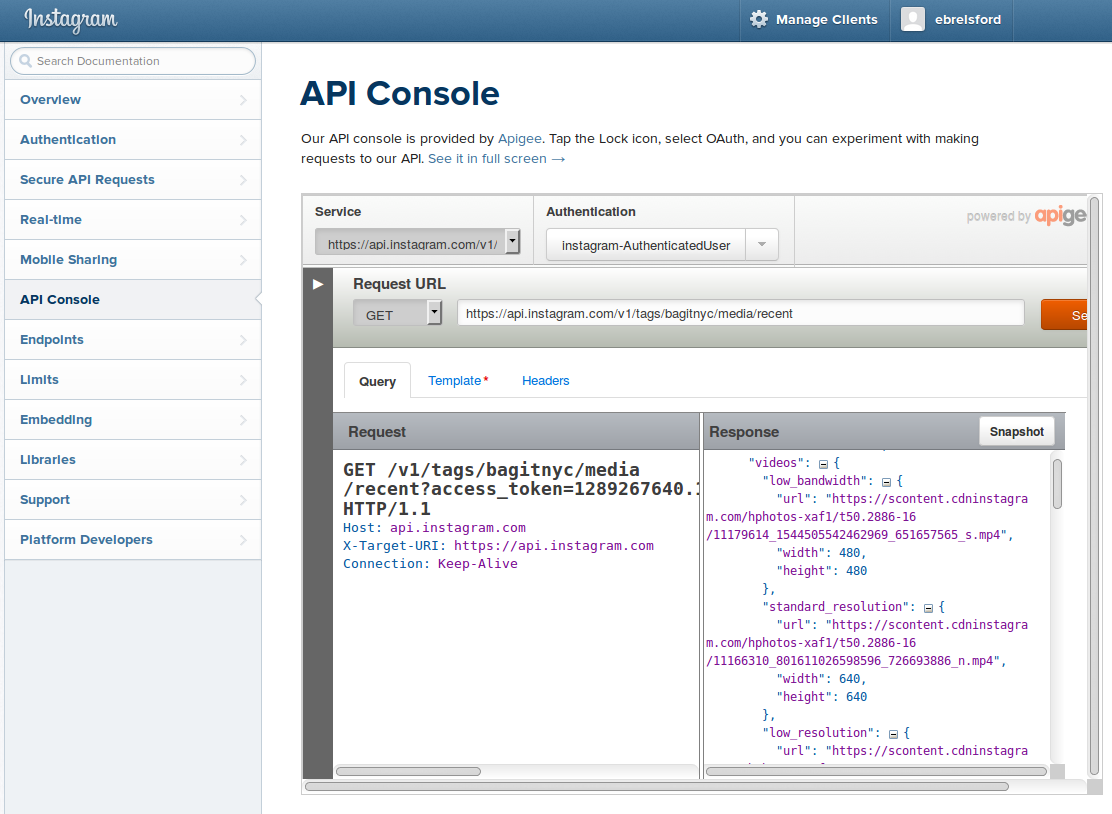 Instagram
Manage Clients
ebrelsford
Search Documentation
Overview
Authentication
Secure API Requests
Real-time
Mobile Sharing
API Console
Endpoints
Limits
Embedding
Libraries
Support
Platform Developers
API Console
Our API console is provided by Apigee. Tap the Lock icon, select OAuth, and you can experiment with making
requests to our API. See it in full screen →
Service
https://api.instagram.com/v1/
Authentication
instagram-AuthenticatedUser
powered by apige
Request URL
GET
https://api.instagram.com/v1/tags/bagitnyc/media/recent
Se
Query
Template*
Headers
Request
GET /v1/tags/bagitnyc/media
/recent?access_token=1289267640.1
HTTP/1.1
Host: api.instagram.com
X-Target-URI: https://api.instagram.com
Connection: Keep-Alive
Response
Snapshot
"videos": {
"low_bandwidth": {
"url": "https://scontent.cdninstagra
m.com/hphotos-xaf1/t50.2886-16
/11179614_1544505542462969_651657565_s.mp4",
"width": 480,
"height": 480
},
"standard_resolution": {
"url": "https://scontent.cdninstagra
m.com/hphotos-xaf1/t50.2886-16
/11166310_801611026598596_726693886_n.mp4",
"width": 640,
"height": 640
},
"low_resolution": {
"url": "https://scontent.cdninstagra